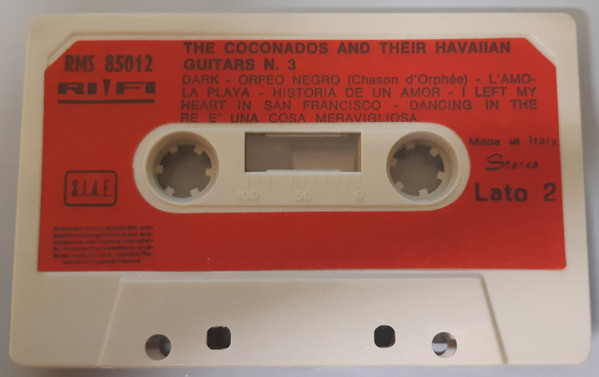 RMS 85012
RIFI
THE COCONADOS AND THEIR HAVAIIAN
GUITARS N. 3
DARK - ORFEO NEGRO (Chason d'Orphée) - L'AMO-
LA PLAYA - HISTORIA DE UN AMOR - I LEFT MY
HEART IN SAN FRANCISCO - DANCING IN THE
RE E' UNA COSA MERAVIGLIOSA
100 50 0
S.I.A.E.
Made in Italy
Stereo
Lato 2